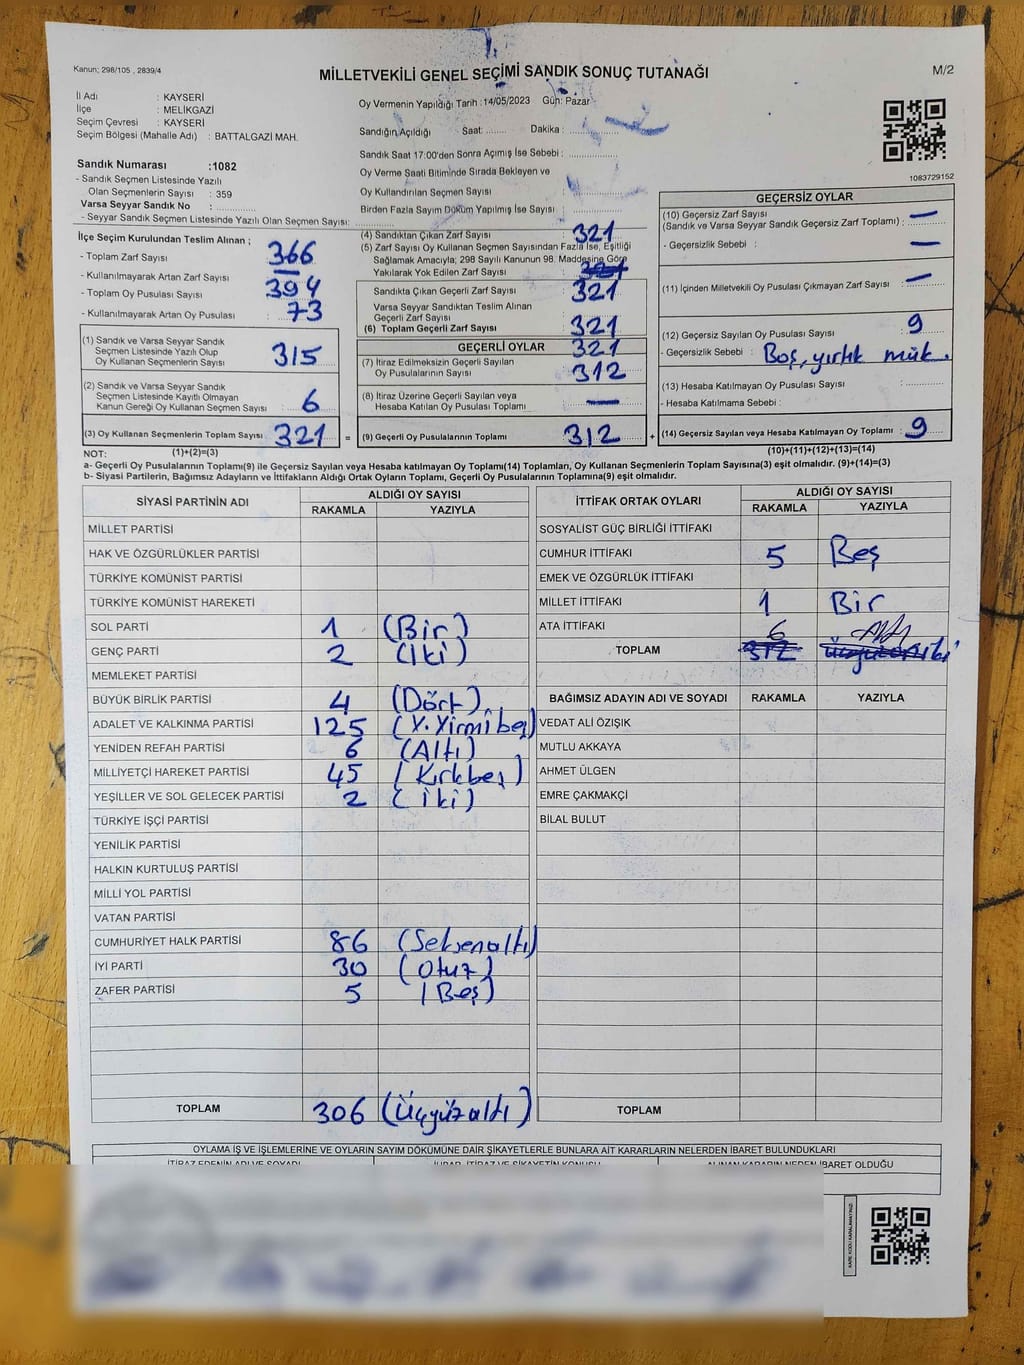 Kanun; 298/105 , 2839/4
MİLLETVEKİLİ GENEL SEÇİMİ SANDIK SONUÇ TUTANAĞI
M/2
İl Adı : KAYSERİ
İlçe : MELİKGAZİ
Seçim Çevresi : KAYSERİ
Seçim Bölgesi (Mahalle Adı) : BATTALGAZİ MAH.
Oy Vermenin Yapıldığı Tarih : 14/05/2023 Gün: Pazar
Sandığın Açıldığı Saat: Dakika :
Sandık Saat 17:00'den Sonra Açımış İse Sebebi :
Oy Verme Saati Bitiminde Sırada Bekleyen ve
Oy Kullandırılan Seçmen Sayısı
Birden Fazla Sayım Döküm Yapılmış İse Sayısı :
1083729152
Sandık Numarası :1082
- Sandık Seçmen Listesinde Yazılı
Olan Seçmenlerin Sayısı : 359
Varsa Seyyar Sandık No :
- Seyyar Sandık Seçmen Listesinde Yazılı Olan Seçmen Sayısı:
İlçe Seçim Kurulundan Teslim Alınan ;
- Toplam Zarf Sayısı : 366
- Kullanılmayarak Artan Zarf Sayısı : —
- Toplam Oy Pusulası Sayısı : 394
- Kullanılmayarak Artan Oy Pusulası : 73
(1) Sandık ve Varsa Seyyar Sandık
Seçmen Listesinde Yazılı Olup
Oy Kullanan Seçmenlerin Sayısı : 315
(2) Sandık ve Varsa Seyyar Sandık
Seçmen Listesinde Kayıtlı Olmayan
Kanun Gereği Oy Kullanan Seçmen Sayısı : 6
(3) Oy Kullanan Seçmenlerin Toplam Sayısı : 321 =
(4) Sandıktan Çıkan Zarf Sayısı : 321
(5) Zarf Sayısı Oy Kullanan Seçmen Sayısından Fazla İse, Eşitliği
Sağlamak Amacıyla; 298 Sayılı Kanunun 98. Maddesine Göre
Yakılarak Yok Edilen Zarf Sayısı :
Sandıkta Çıkan Geçerli Zarf Sayısı : 321
Varsa Seyyar Sandıktan Teslim Alınan
Geçerli Zarf Sayısı :
(6) Toplam Geçerli Zarf Sayısı : 321
GEÇERLİ OYLAR 321
(7) İtiraz Edilmeksizin Geçerli Sayılan
Oy Pusulalarının Sayısı : 312
(8) İtiraz Üzerine Geçerli Sayılan veya
Hesaba Katılan Oy Pusulası Toplamı : —
(9) Geçerli Oy Pusulalarının Toplamı : 312 +
GEÇERSİZ OYLAR
(10) Geçersiz Zarf Sayısı
(Sandık ve Varsa Seyyar Sandık Geçersiz Zarf Toplamı) : —
- Geçersizlik Sebebi : —
(11) İçinden Milletvekili Oy Pusulası Çıkmayan Zarf Sayısı : —
(12) Geçersiz Sayılan Oy Pusulası Sayısı : 9
- Geçersizlik Sebebi : Boş, yırtık mük.
(13) Hesaba Katılmayan Oy Pusulası Sayısı :
- Hesaba Katılmama Sebebi :
(14) Geçersiz Sayılan veya Hesaba Katılmayan Oy Toplamı : 9
NOT: (1)+(2)=(3)
(10)+(11)+(12)+(13)=(14)
a- Geçerli Oy Pusulalarının Toplamı(9) ile Geçersiz Sayılan veya Hesaba katılmayan Oy Toplamı(14) Toplamları, Oy Kullanan Seçmenlerin Toplam Sayısına(3) eşit olmalıdır. (9)+(14)=(3)
b- Siyasi Partilerin, Bağımsız Adayların ve İttifakların Aldığı Oyların Toplamı, Geçerli Oy Pusulalarının Toplamına(9) eşit olmalıdır.
SİYASİ PARTİNİN ADI ALDIĞI OY SAYISI
RAKAMLA YAZIYLA
MİLLET PARTİSİ
HAK VE ÖZGÜRLÜKLER PARTİSİ
TÜRKİYE KOMÜNİST PARTİSİ
TÜRKİYE KOMÜNİST HAREKETİ
SOL PARTİ 1 (Bir)
GENÇ PARTİ 2 (İki)
MEMLEKET PARTİSİ
BÜYÜK BİRLİK PARTİSİ 4 (Dört)
ADALET VE KALKINMA PARTİSİ 125 (Y.Yirmibeş)
YENİDEN REFAH PARTİSİ 6 (Altı)
MİLLİYETÇİ HAREKET PARTİSİ 45 (Kırkbeş)
YEŞİLLER VE SOL GELECEK PARTİSİ 2 (İki)
TÜRKİYE İŞÇİ PARTİSİ
YENİLİK PARTİSİ
HALKIN KURTULUŞ PARTİSİ
MİLLİ YOL PARTİSİ
VATAN PARTİSİ
CUMHURİYET HALK PARTİSİ 86 (Seksenaltı)
İYİ PARTİ 30 (Otuz)
ZAFER PARTİSİ 5 (Beş)
TOPLAM 306 (Üçyüzaltı)
İTTİFAK ORTAK OYLARI ALDIĞI OY SAYISI
RAKAMLA YAZIYLA
SOSYALİST GÜÇ BİRLİĞİ İTTİFAKI
CUMHUR İTTİFAKI 5 Beş
EMEK VE ÖZGÜRLÜK İTTİFAKI
MİLLET İTTİFAKI 1 Bir
ATA İTTİFAKI
6 Altı
TOPLAM 312
BAĞIMSIZ ADAYIN ADI VE SOYADI RAKAMLA YAZIYLA
VEDAT ALİ ÖZIŞIK
MUTLU AKKAYA
AHMET ÜLGEN
EMRE ÇAKMAKÇİ
BİLAL BULUT
TOPLAM
OYLAMA İŞ VE İŞLEMLERİNE VE OYLARIN SAYIM DÖKÜMÜNE DAİR ŞİKAYETLERLE BUNLARA AİT KARARLARIN NELERDEN İBARET BULUNDUKLARI
İTİRAZ EDENİN ADI VE SOYADI
ALINAN KARARIN NEDEN İBARET OLDUĞU